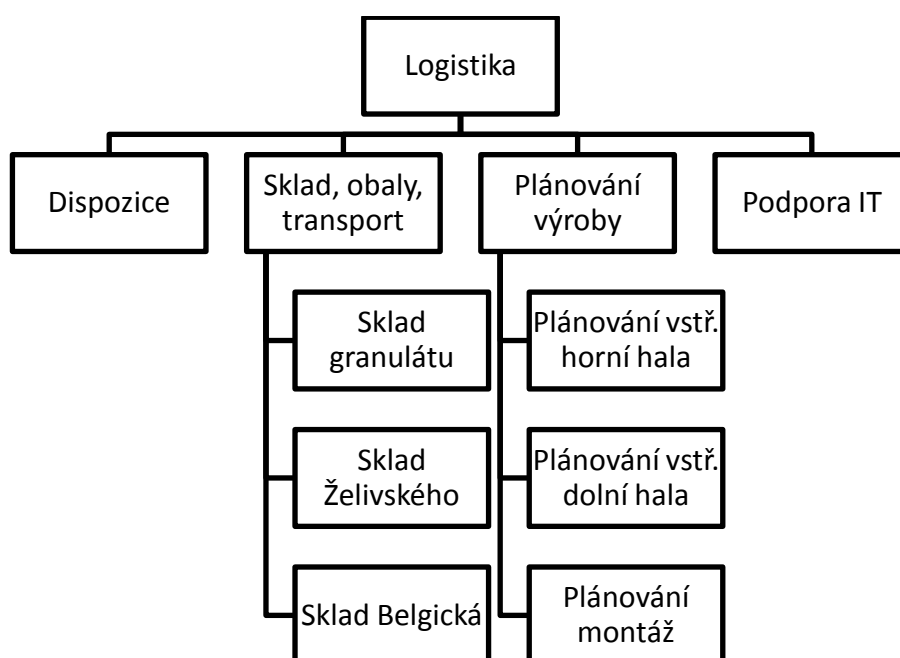 Logistika
Dispozice
Sklad, obaly,
transport
Plánování
výroby
Podpora IT
Sklad
granulátu
Plánování vstř.
horní hala
Sklad
Želivského
Plánování vstř.
dolní hala
Sklad Belgická
Plánování
montáž